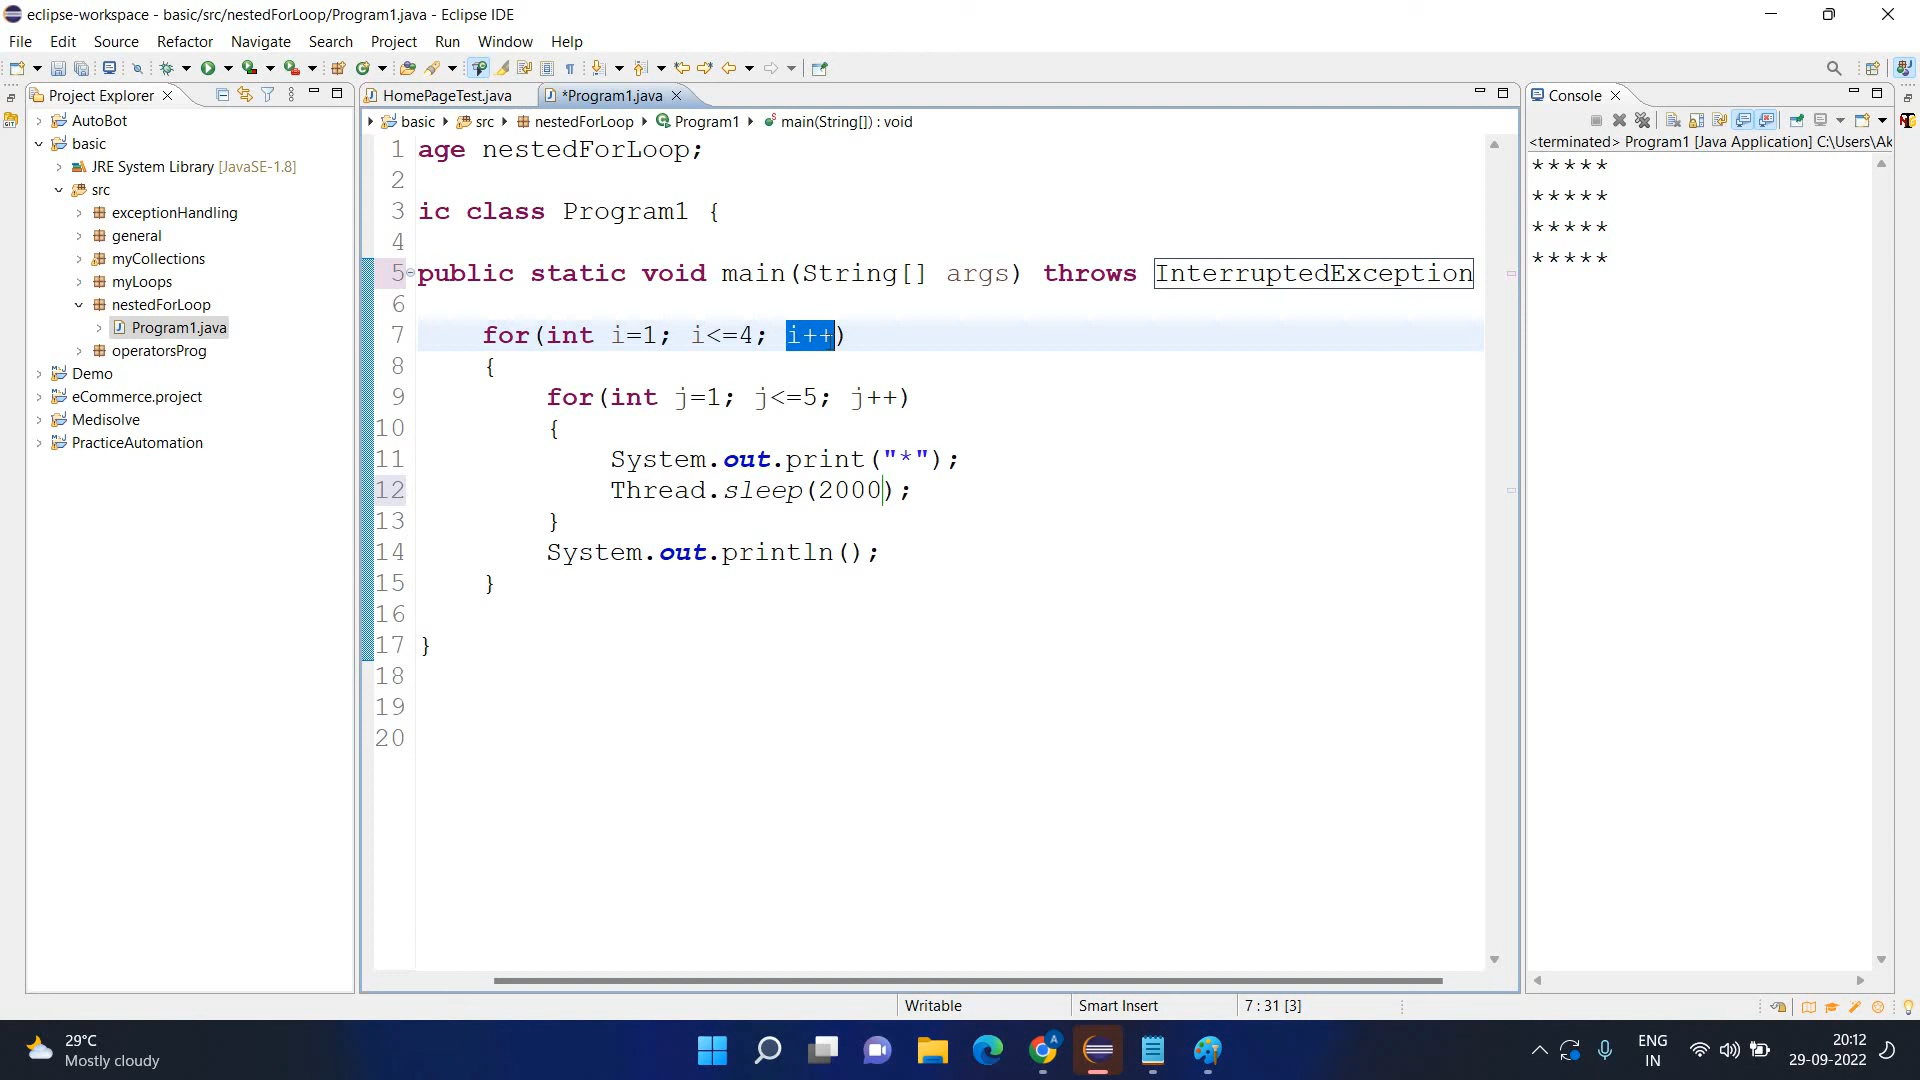 eclipse-workspace - basic/src/nestedForLoop/Program1.java - Eclipse IDE
File Edit Source Refactor Navigate Search Project Run Window Help
Project Explorer
AutoBot
basic
JRE System Library [JavaSE-1.8]
src
exceptionHandling
general
myCollections
myLoops
nestedForLoop
Program1.java
operatorsProg
Demo
eCommerce.project
Medisolve
PracticeAutomation
HomePageTest.java *Program1.java
basic src nestedForLoop Program1 main(String[]) : void
1 age nestedForLoop;
2
3 ic class Program1 {
4
5 public static void main(String[] args) throws InterruptedException
6
7 for(int i=1; i<=4; i++)
8 {
9 for(int j=1; j<=5; j++)
10 {
11 System.out.print("*");
12 Thread.sleep(2000);
13 }
14 System.out.println();
15 }
16
17 }
18
19
20
Console
<terminated> Program1 [Java Application] C:\Users\Ak
*****
*****
*****
*****
Writable Smart Insert 7 : 31 [3]
29°C
Mostly cloudy
A
ENG
IN
20:12
29-09-2022